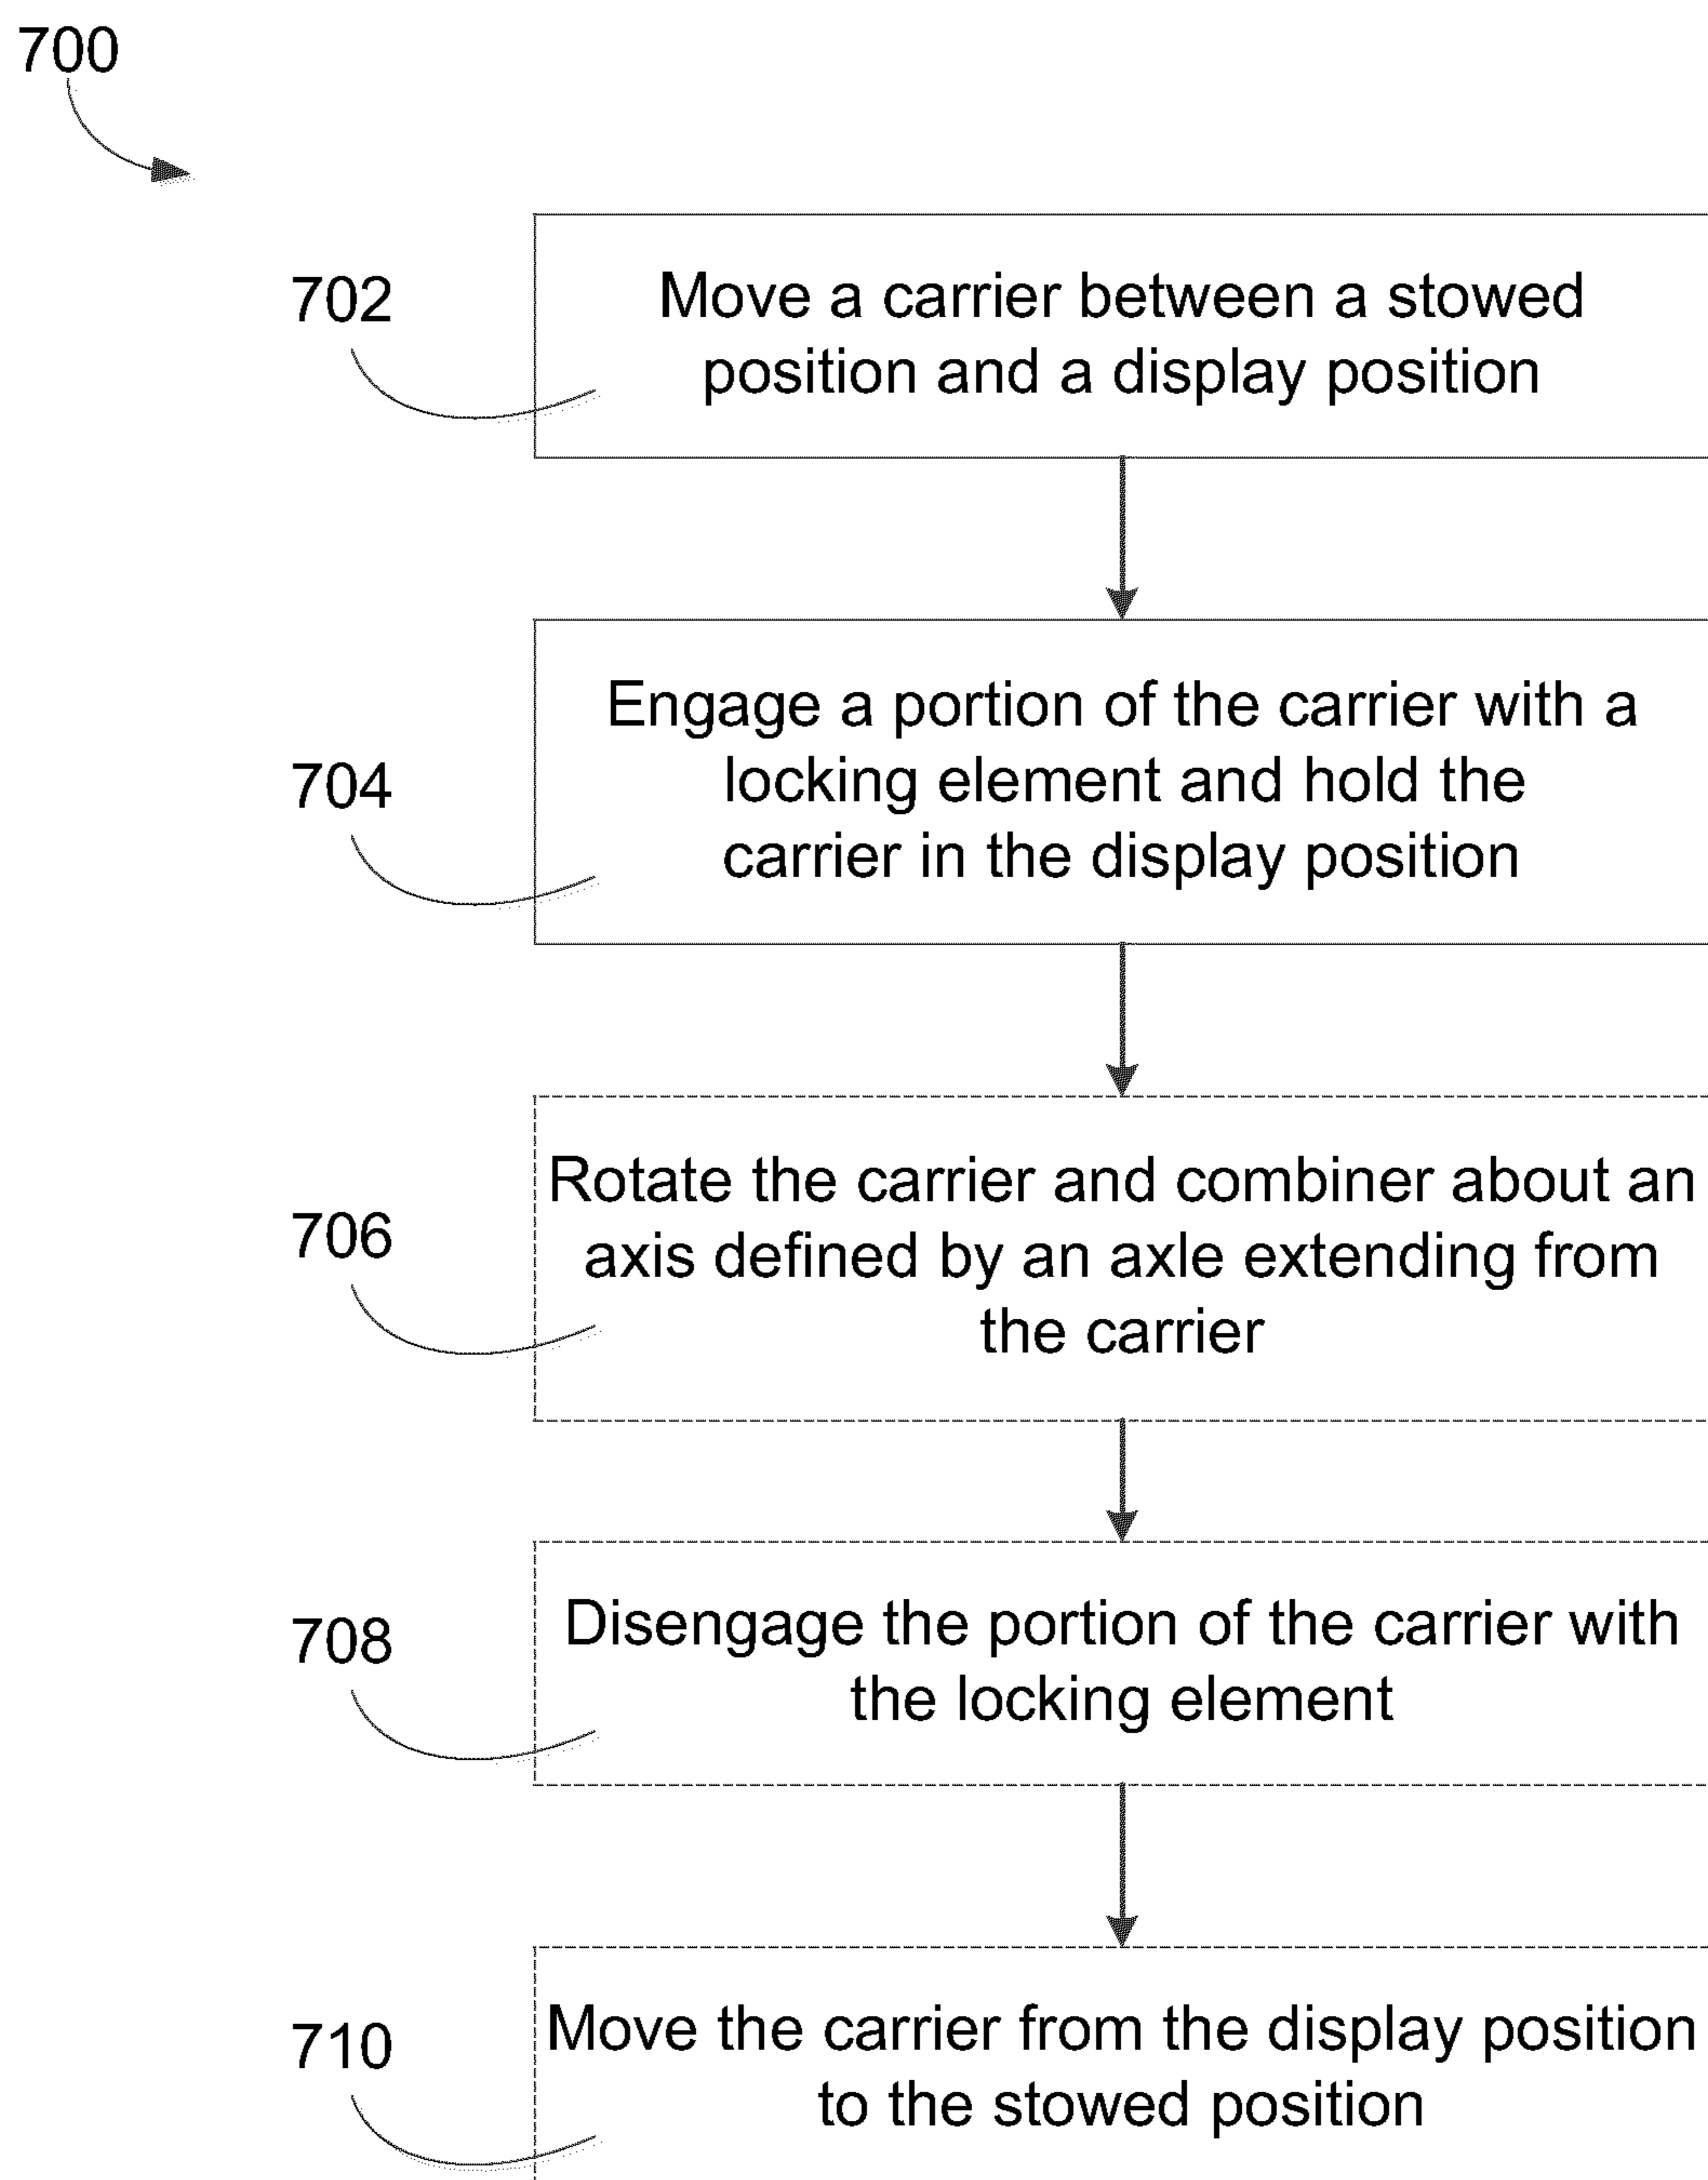 700
702
Move a carrier between a stowed
position and a display position
704
Engage a portion of the carrier with a
locking element and hold the
carrier in the display position
706
Rotate the carrier and combiner about an
axis defined by an axle extending from
the carrier
708
Disengage the portion of the carrier with
the locking element
710
Move the carrier from the display position
to the stowed position